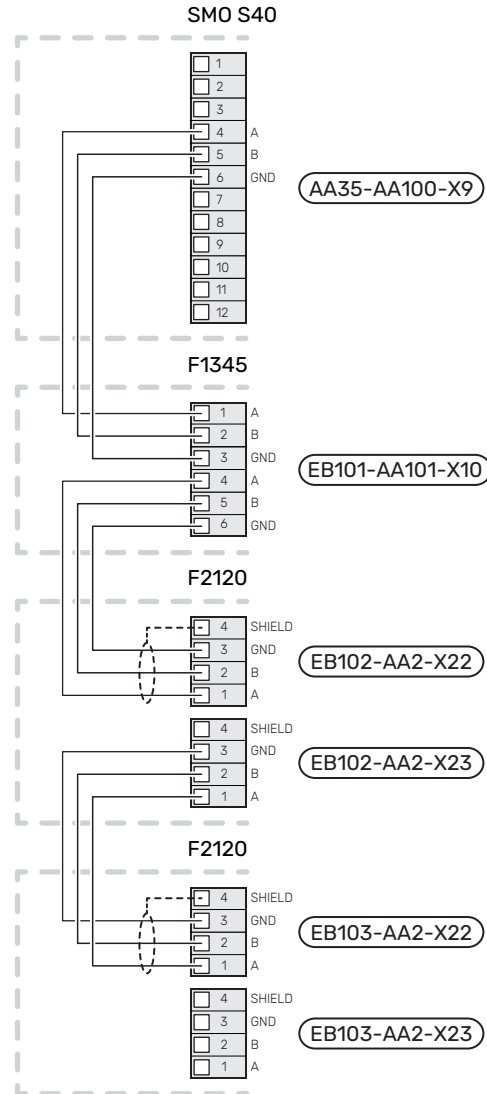 SMO S40
1
2
3
4 A
5 B
6 GND
AA35-AA100-X9
7
8
9
10
11
12
F1345
1 A
2 B
3 GND
EB101-AA101-X10
4 A
5 B
6 GND
F2120
4 SHIELD
3 GND
EB102-AA2-X22
2 B
1 A
4 SHIELD
3 GND
EB102-AA2-X23
2 B
1 A
F2120
4 SHIELD
3 GND
EB103-AA2-X22
2 B
1 A
4 SHIELD
3 GND
EB103-AA2-X23
2 B
1 A